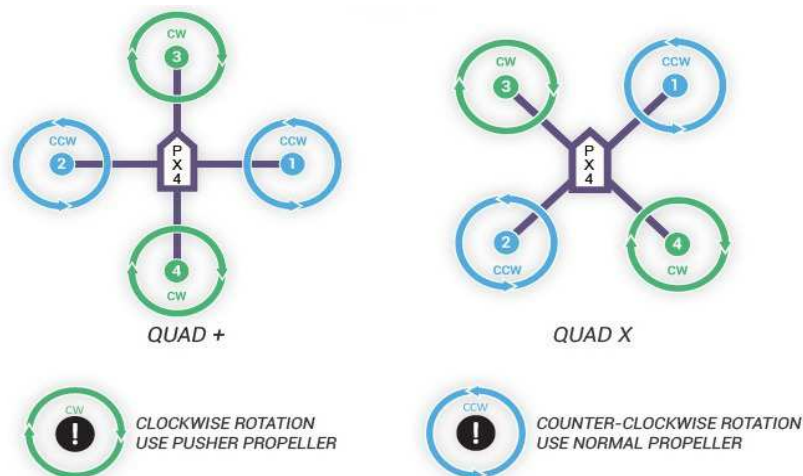 CW
3
CCW
2
P
X
4
CCW
1
4
CW
QUAD +
CW
3
CCW
1
P
X
4
2
CCW
4
CW
QUAD X
CW
!
CLOCKWISE ROTATION
USE PUSHER PROPELLER
CCW
!
COUNTER-CLOCKWISE ROTATION
USE NORMAL PROPELLER